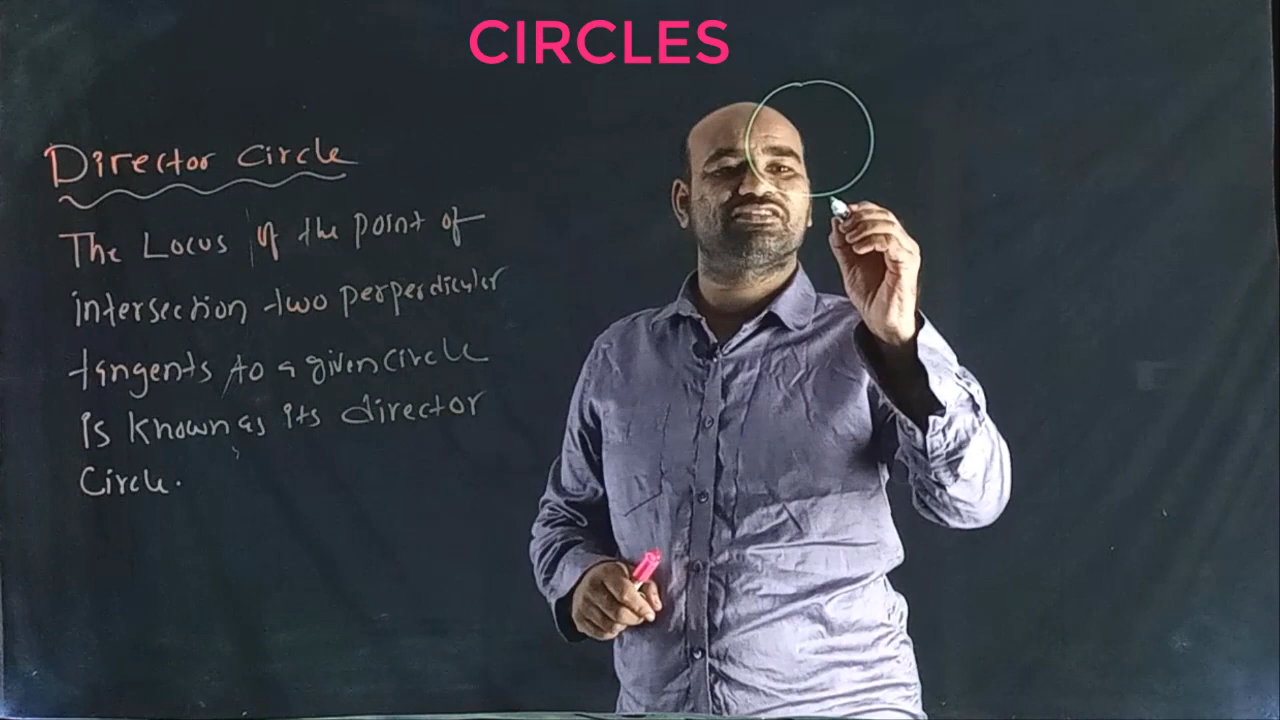 CIRCLES
Director Circle
The Locus of the point of
intersection two perperdicular
tangents to a given circle
is known as its director
Circle.